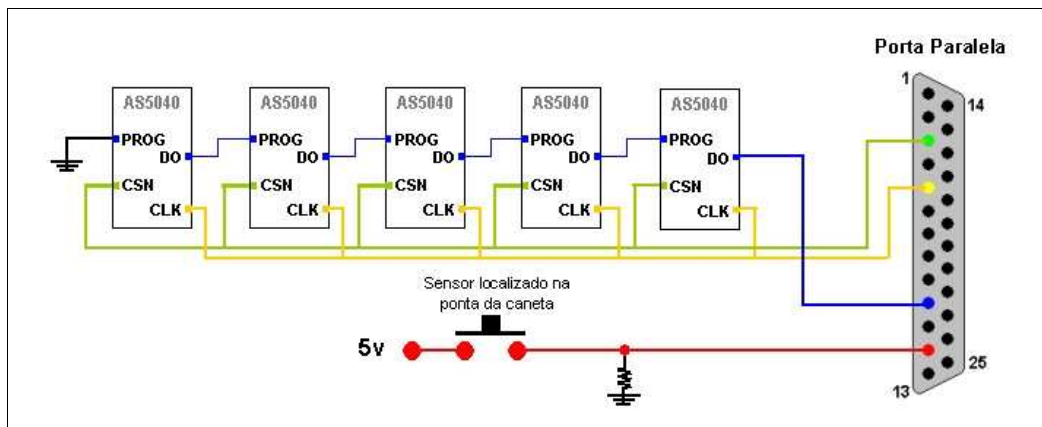 Porta Paralela
1
14
AS5040 AS5040 AS5040 AS5040 AS5040
PROG PROG PROG PROG PROG
DO DO DO DO DO
CSN CSN CSN CSN CSN
CLK CLK CLK CLK CLK
Sensor localizado na
ponta da caneta
5v
25
13